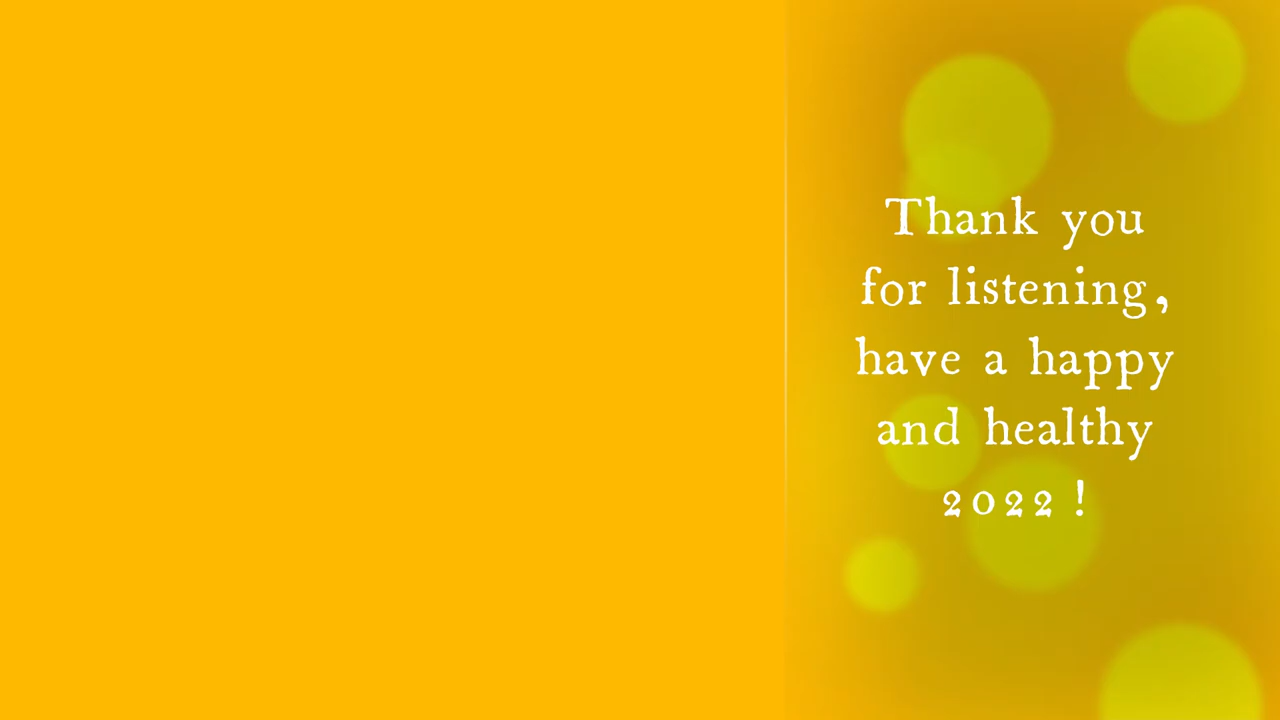 Thank you
for listening,
have a happy
and healthy
2022 !